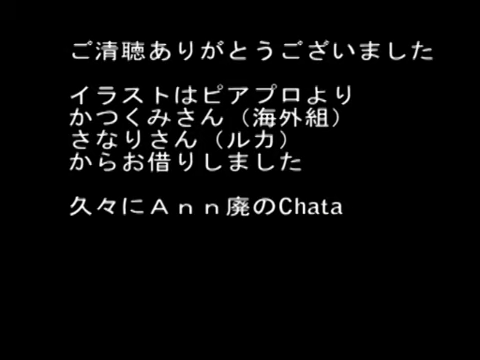 ご清聴ありがとうございました
イラストはピアプロより
かつくみさん（海外組）
さなりさん（ルカ）
からお借りしました
久々にＡｎｎ廃のChata